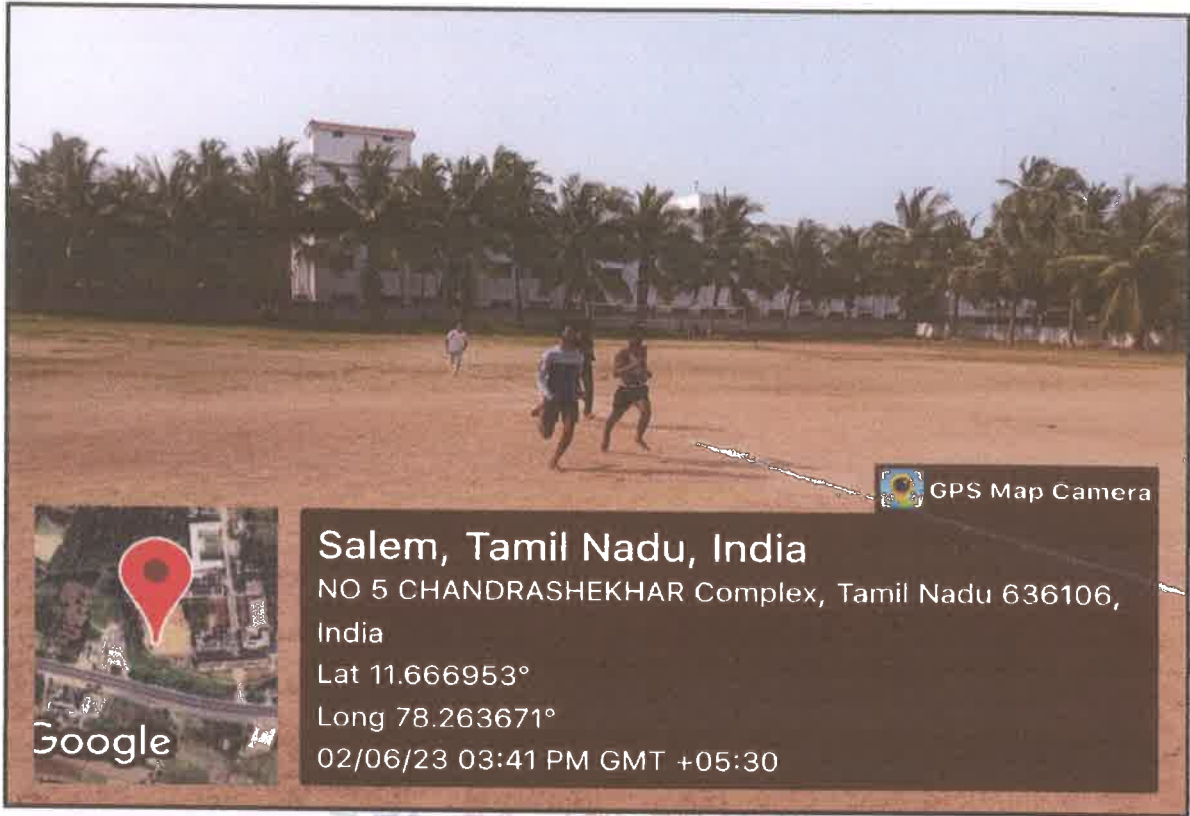 GPS Map Camera
Salem, Tamil Nadu, India
NO 5 CHANDRASHEKHAR Complex, Tamil Nadu 636106,
India
Lat 11.666953°
Long 78.263671°
02/06/23 03:41 PM GMT +05:30
Google